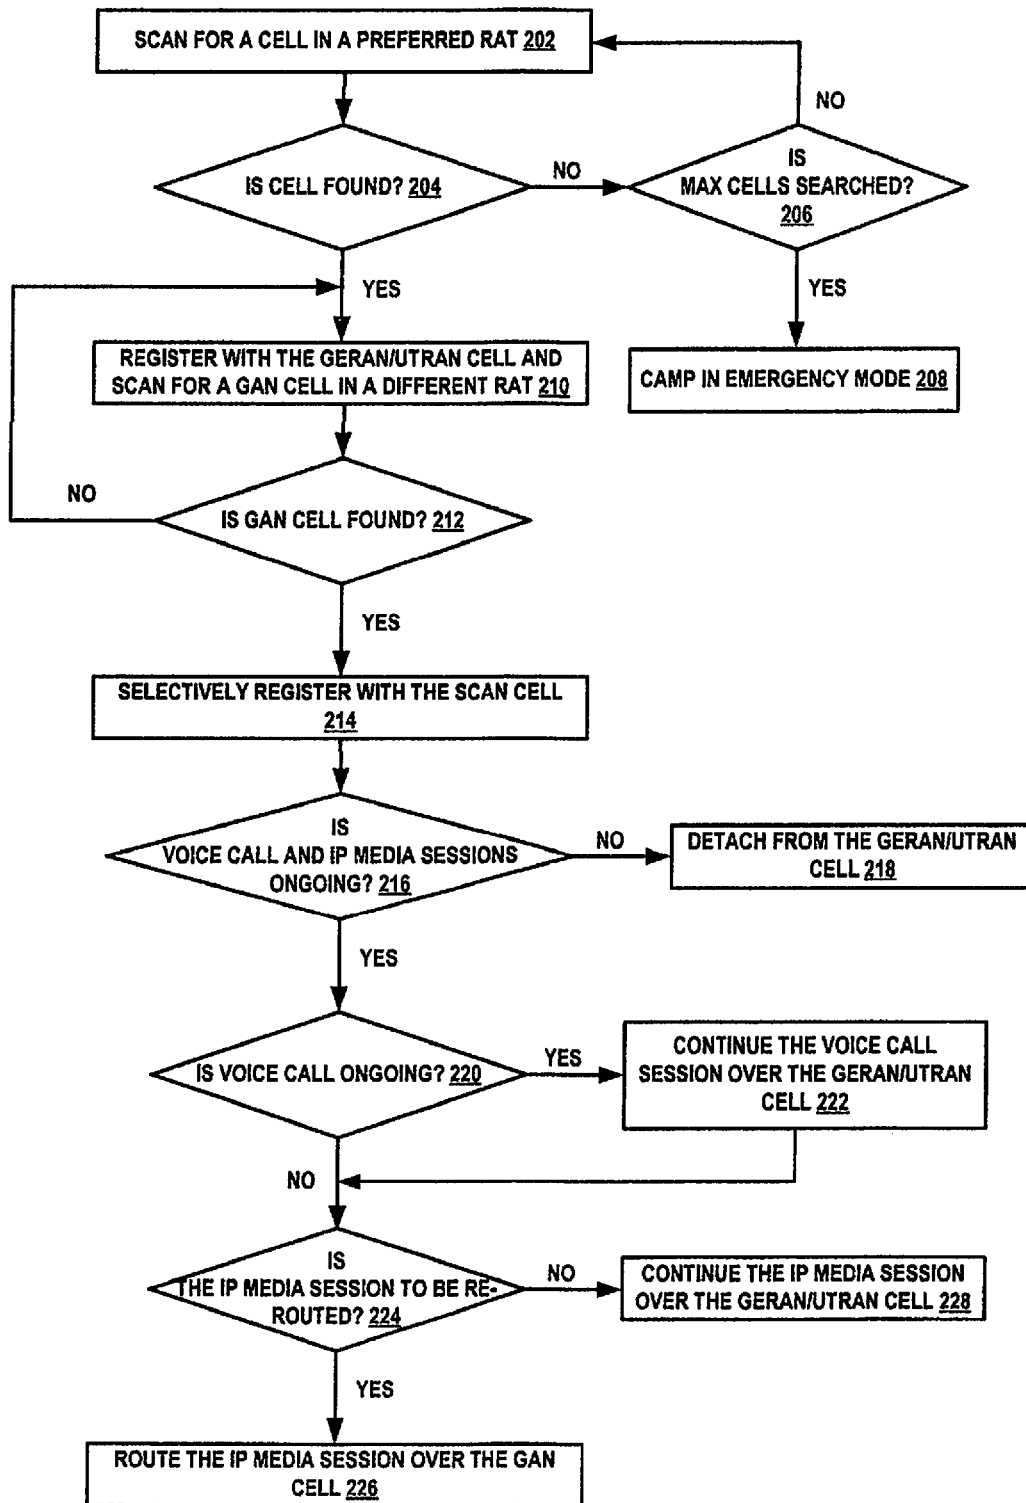 SCAN FOR A CELL IN A PREFERRED RAT 202
NO
IS CELL FOUND? 204
NO
IS
MAX CELLS SEARCHED?
206
YES
YES
REGISTER WITH THE GERAN/UTRAN CELL AND
SCAN FOR A GAN CELL IN A DIFFERENT RAT 210
CAMP IN EMERGENCY MODE 208
NO
IS GAN CELL FOUND? 212
YES
SELECTIVELY REGISTER WITH THE SCAN CELL
214
IS
VOICE CALL AND IP MEDIA SESSIONS
ONGOING? 216
NO
DETACH FROM THE GERAN/UTRAN
CELL 218
YES
IS VOICE CALL ONGOING? 220
YES
CONTINUE THE VOICE CALL
SESSION OVER THE GERAN/UTRAN
CELL 222
NO
IS
THE IP MEDIA SESSION TO BE RE-
ROUTED? 224
NO
CONTINUE THE IP MEDIA SESSION
OVER THE GERAN/UTRAN CELL 228
YES
ROUTE THE IP MEDIA SESSION OVER THE GAN
CELL 226